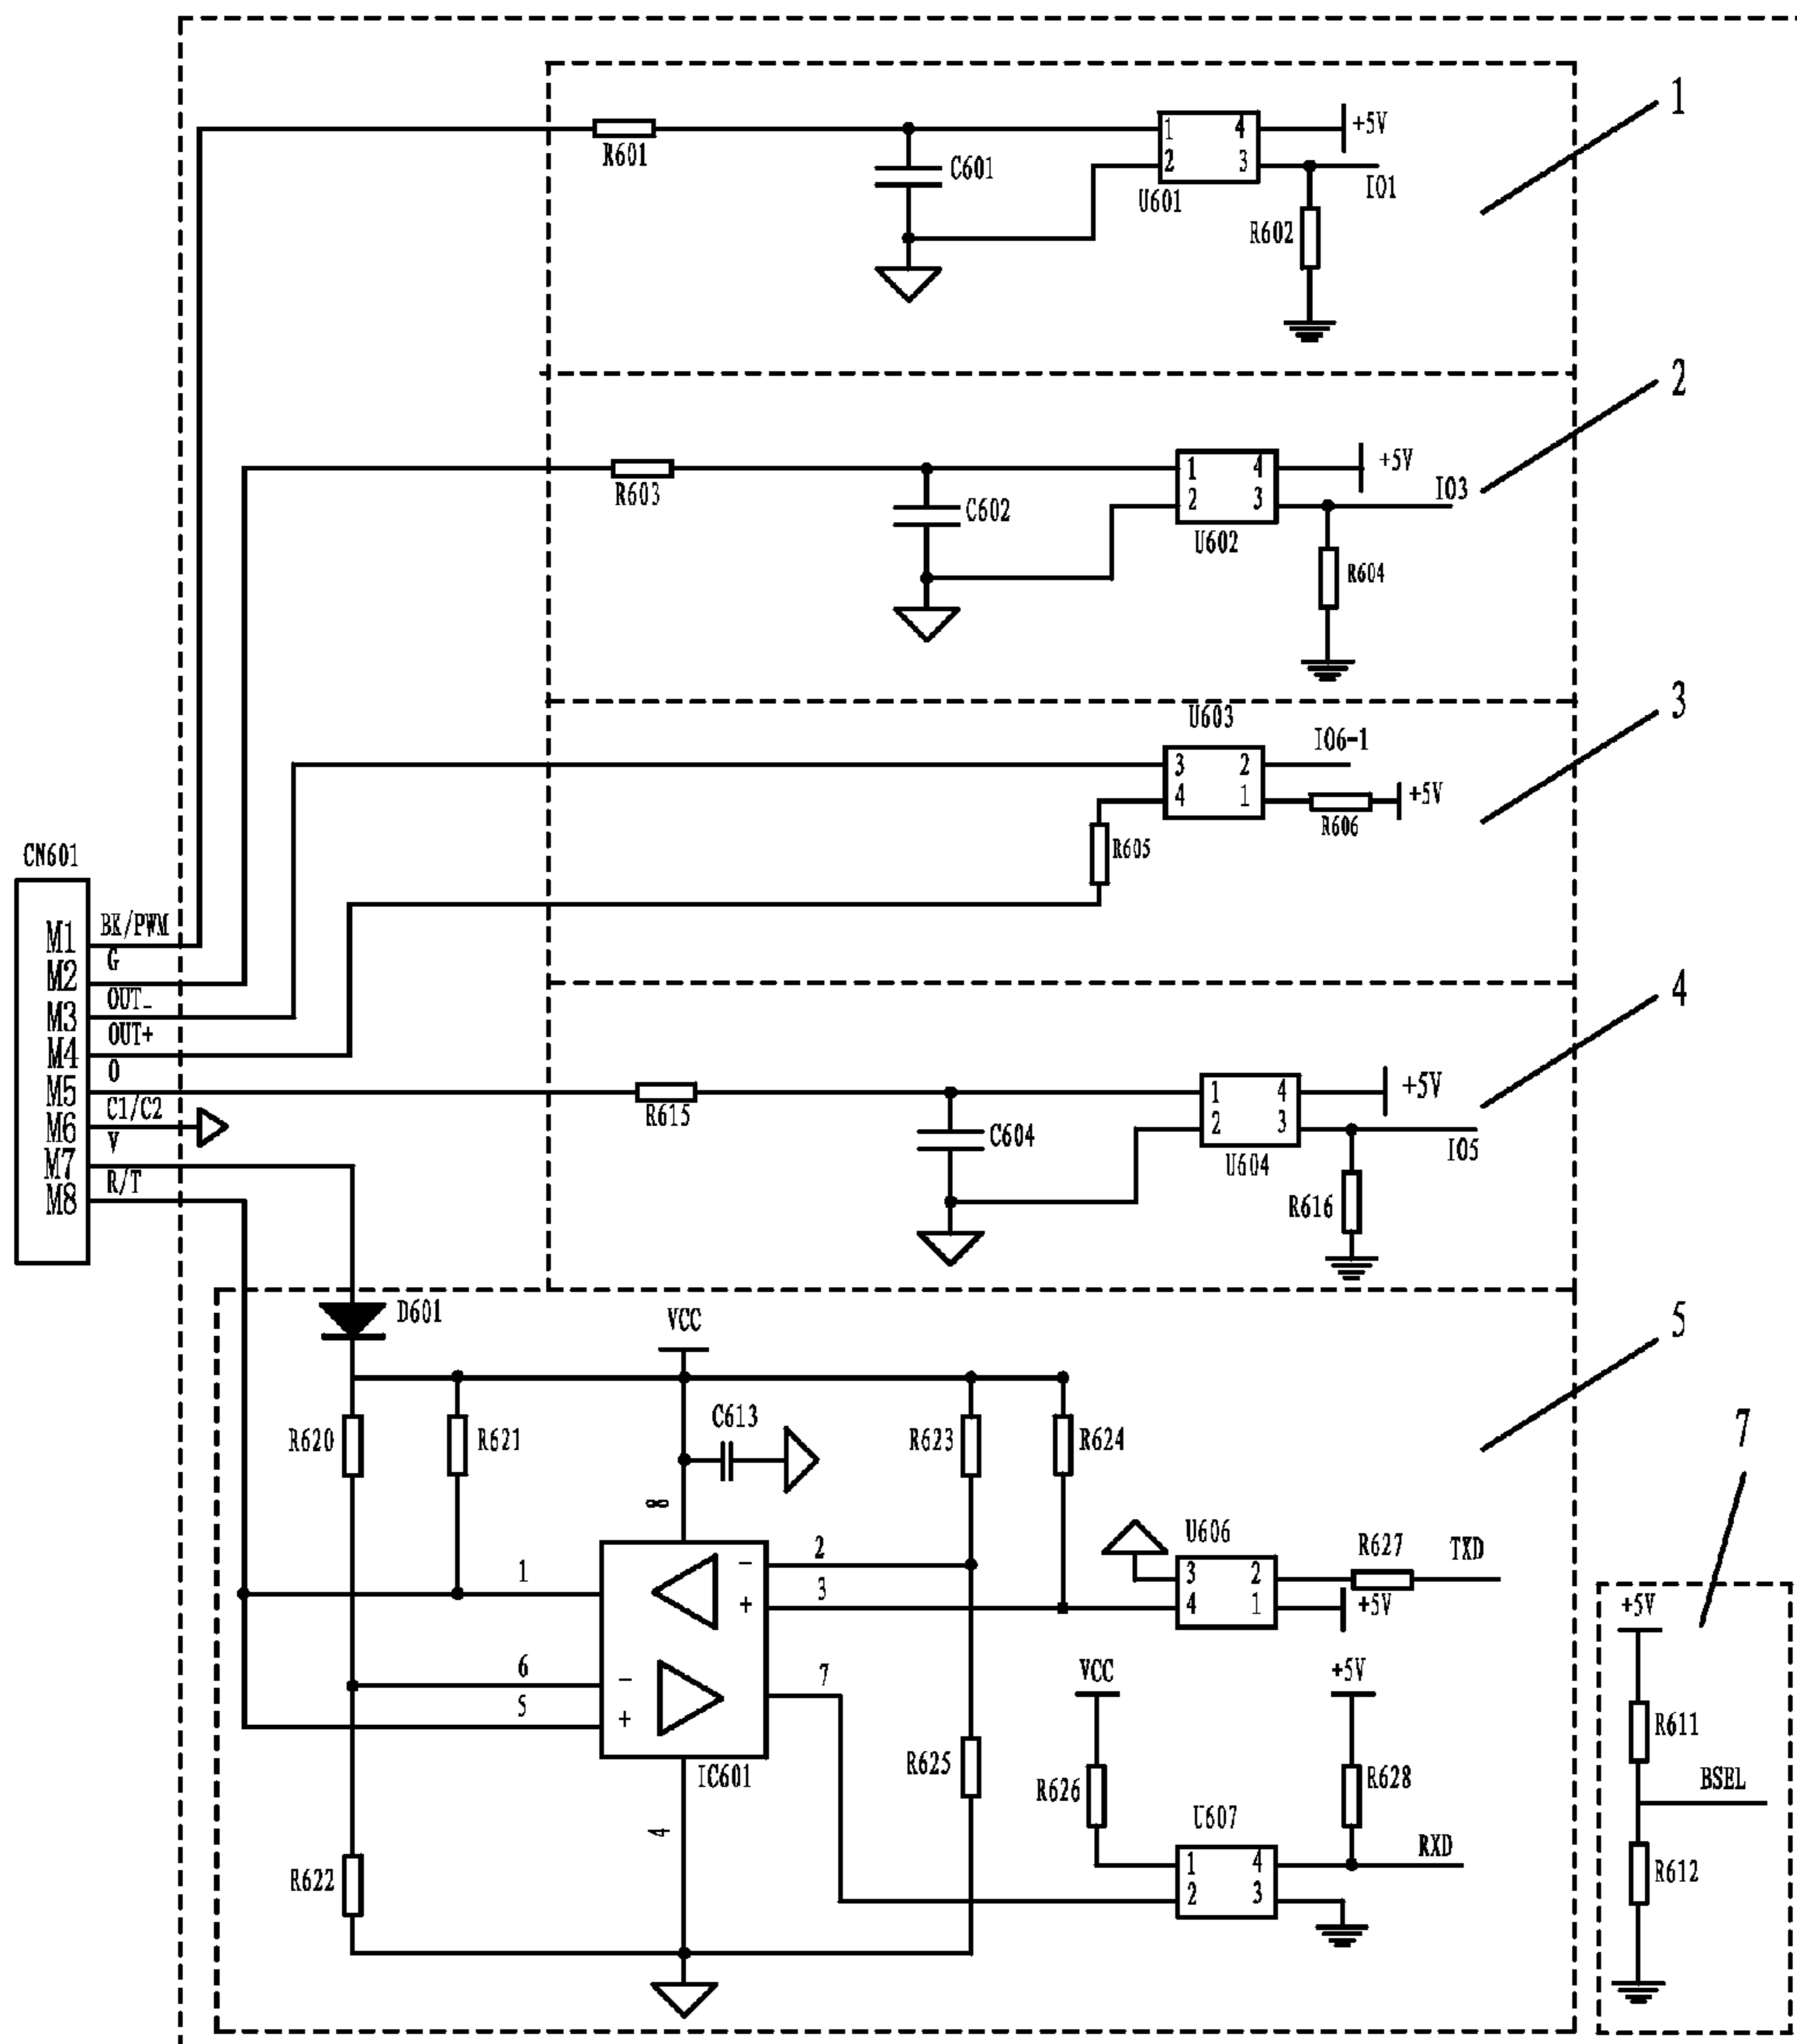 1
R601
C601
1
2
4
3
U601
+5V
IO1
R602
2
R603
C602
1
2
4
3
U602
+5V
IO3
R604
3
U603
3
4
2
1
IO6-1
R606
+5V
R605
CN601
M1
M2
M3
M4
M5
M6
M7
M8
BK/PWM
G
OUT-
OUT+
O
C1/C2
V
R/T
4
R615
C604
1
2
4
3
U604
+5V
IO5
R616
5
D601
VCC
R620
R621
C613
R623
R624
8
1
6
5
2
3
7
-
+
-
+
IC601
4
R622
R625
U606
3
4
2
1
R627
TXD
+5V
VCC
R626
+5V
R628
U607
1
2
4
3
RXD
7
+5V
R611
BSEL
R612